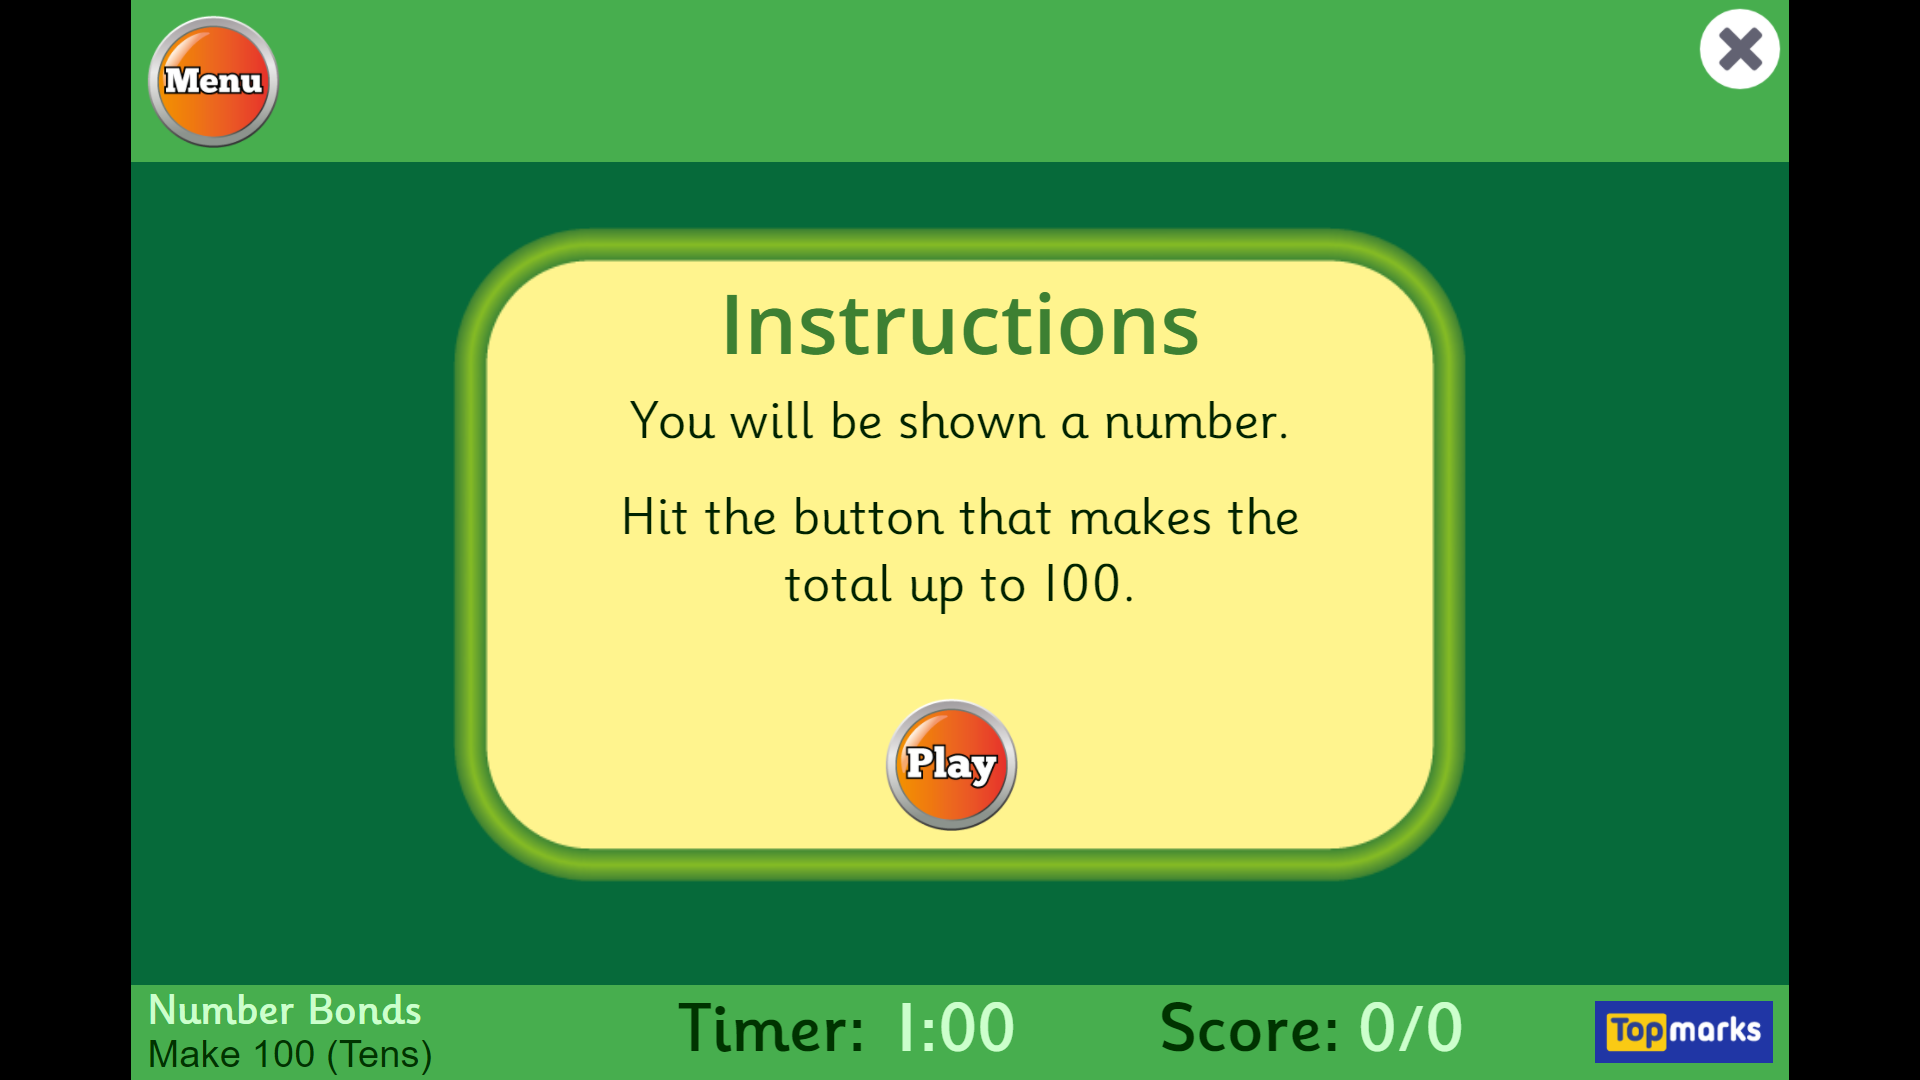 Menu
Instructions
You will be shown a number.
Hit the button that makes the
total up to 100.
Play
Number Bonds
Make 100 (Tens)
Timer: 1:00
Score: 0/0
Topmarks